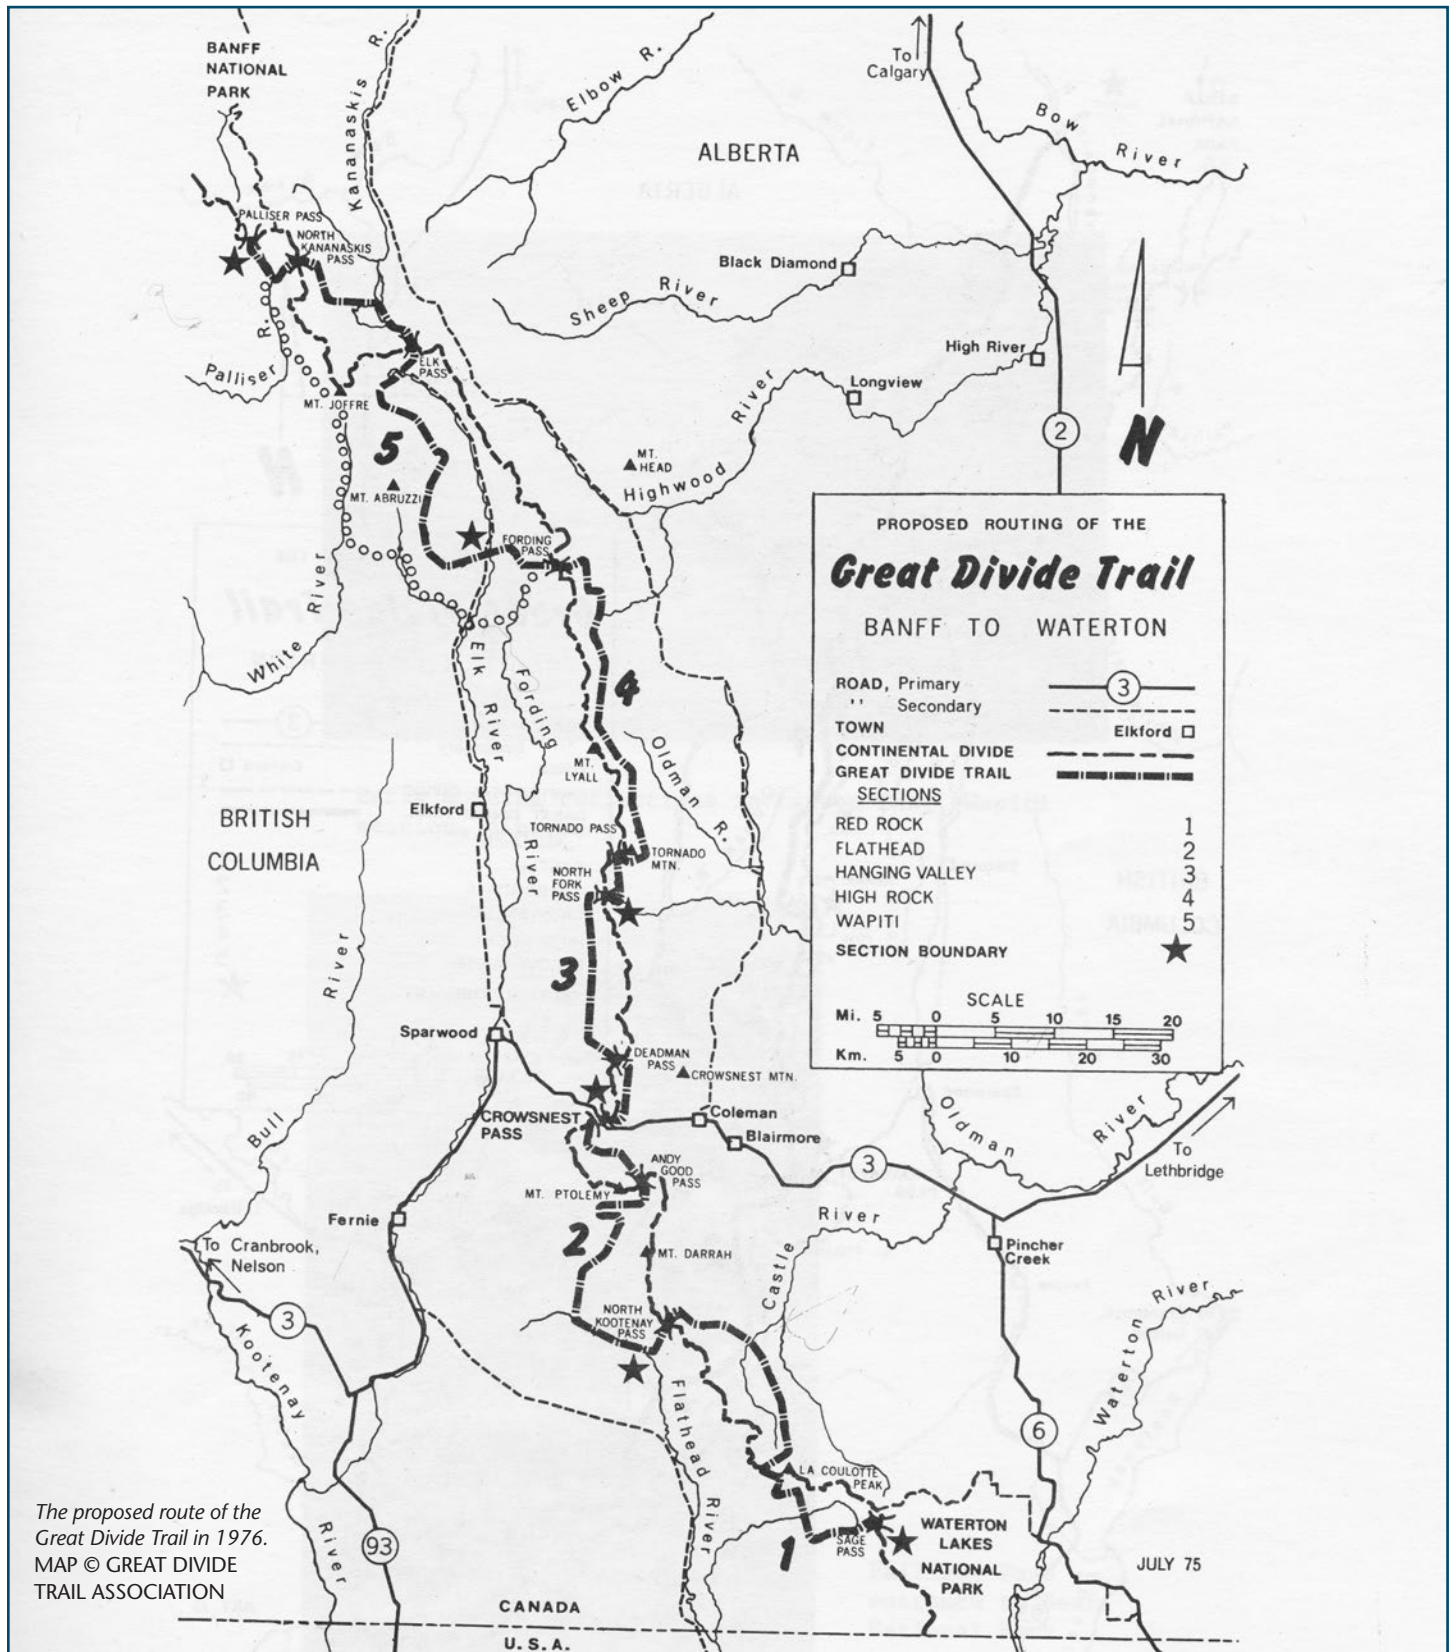 BANFF
NATIONAL
PARK
Kananaskis R.
Elbow R.
To
Calgary
Bow River
ALBERTA
PALLISER PASS
NORTH
KANANASKIS
PASS
Black Diamond
Sheep River
High River
Longview
Palliser R.
ELK
PASS
MT. JOFFRE
2
N
5
MT.
HEAD
Highwood River
MT. ABRUZZI
FORDING
PASS
White River
Elk River
Fording River
4
MT.
LYALL
Oldman R.
PROPOSED ROUTING OF THE
Great Divide Trail
BANFF TO WATERTON
ROAD, Primary 3
" Secondary
TOWN Elkford
CONTINENTAL DIVIDE
GREAT DIVIDE TRAIL
SECTIONS
RED ROCK 1
FLATHEAD 2
HANGING VALLEY 3
HIGH ROCK 4
WAPITI 5
SECTION BOUNDARY
SCALE
Mi. 5 0 5 10 15 20
Km. 5 0 10 20 30
BRITISH
COLUMBIA
Elkford
TORNADO PASS
TORNADO
MTN.
NORTH
FORK
PASS
3
Bull River
Sparwood
DEADMAN
PASS
CROWSNEST MTN.
CROWSNEST
PASS
Coleman
Blairmore
3
Oldman River
To
Lethbridge
ANDY
GOOD
PASS
MT. PTOLEMY
Fernie
2
MT. DARRAH
Castle River
Pincher
Creek
To Cranbrook,
Nelson
3
Kootenay River
NORTH
KOOTENAY
PASS
Flathead River
Waterton River
6
LA COULOTTE
PEAK
SAGE
PASS
1
WATERTON
LAKES
NATIONAL
PARK
93
JULY 75
The proposed route of the
Great Divide Trail in 1976.
MAP © GREAT DIVIDE
TRAIL ASSOCIATION
CANADA
U.S.A.